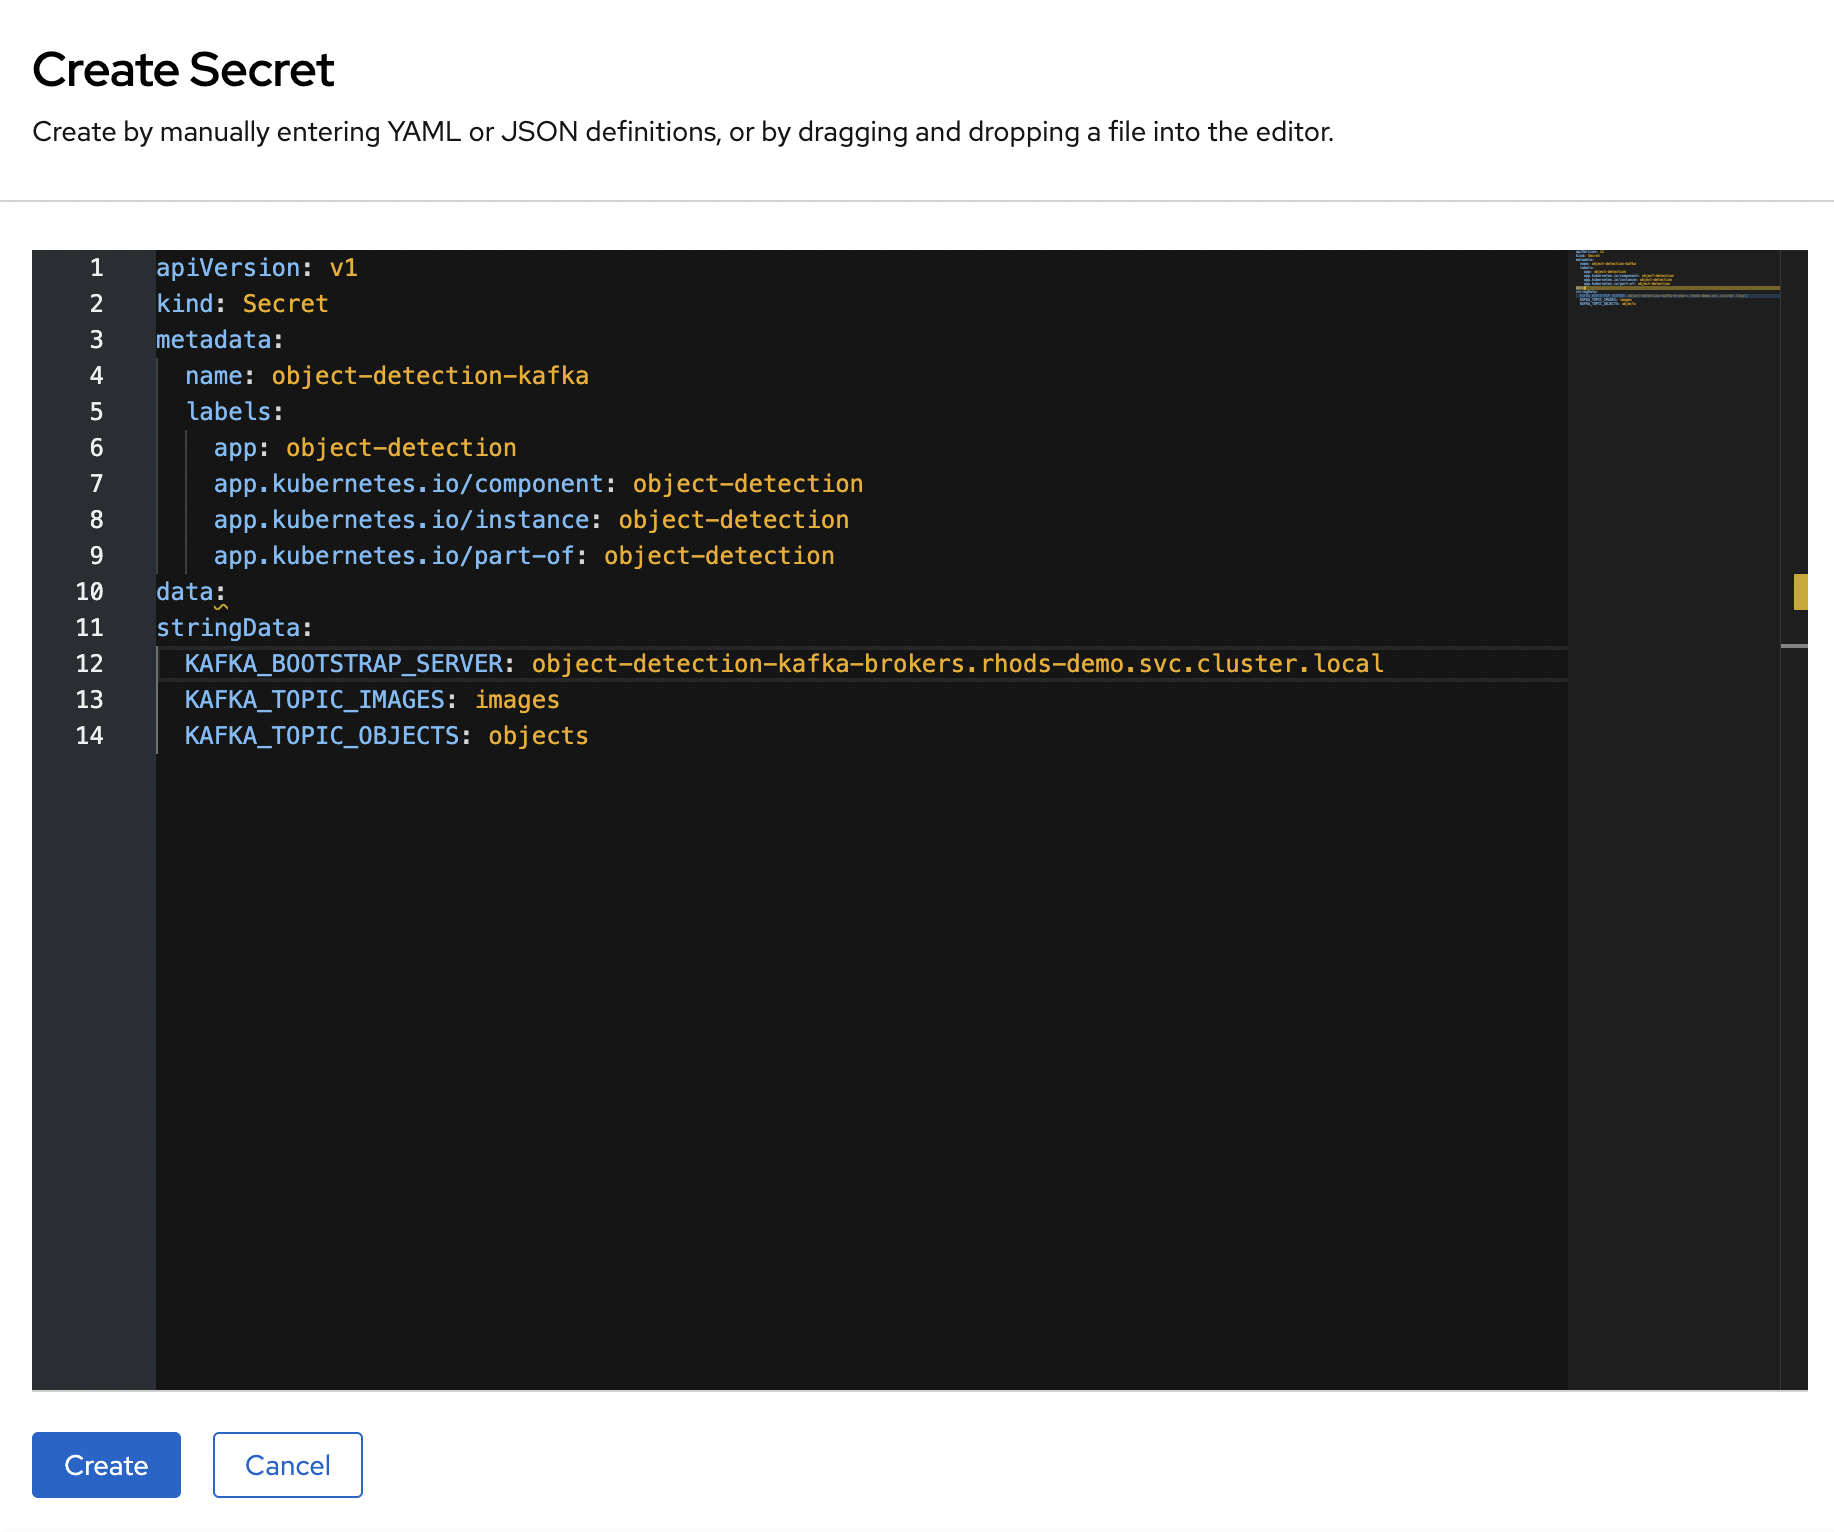 Create Secret
Create by manually entering YAML or JSON definitions, or by dragging and dropping a file into the editor.
1 apiVersion: v1
2 kind: Secret
3 metadata:
4   name: object-detection-kafka
5   labels:
6     app: object-detection
7     app.kubernetes.io/component: object-detection
8     app.kubernetes.io/instance: object-detection
9     app.kubernetes.io/part-of: object-detection
10 data:
11 stringData:
12   KAFKA_BOOTSTRAP_SERVER: object-detection-kafka-brokers.rhods-demo.svc.cluster.local
13   KAFKA_TOPIC_IMAGES: images
14   KAFKA_TOPIC_OBJECTS: objects
Create
Cancel